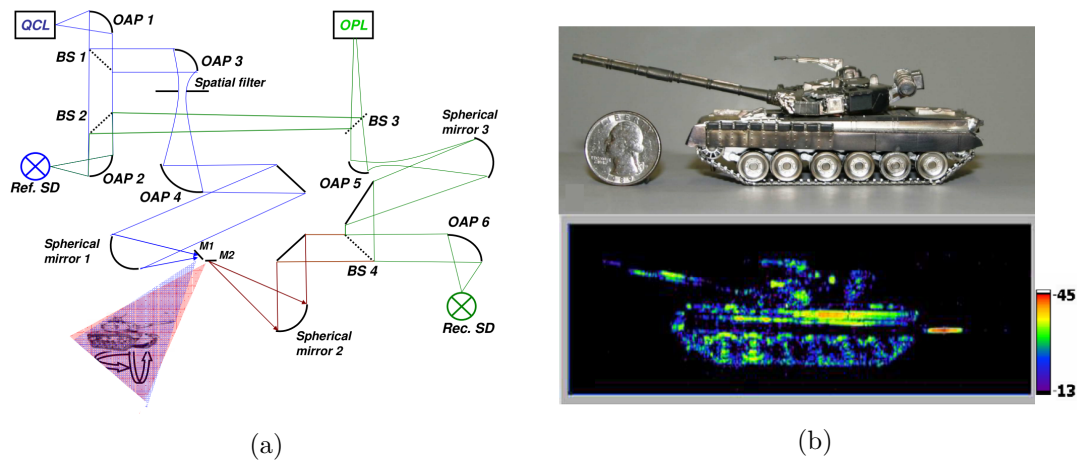 QCL
OAP 1
OPL
BS 1
OAP 3
Spatial filter
BS 2
BS 3
Spherical
mirror 3
Ref. SD
OAP 2
OAP 4
OAP 5
OAP 6
Spherical
mirror 1
M1
M2
BS 4
Rec. SD
Spherical
mirror 2
-45
-13
(a)
(b)